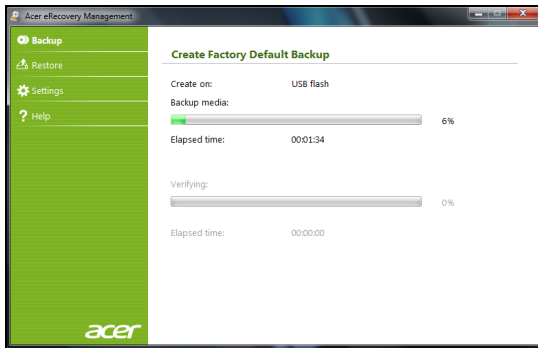 Acer eRecovery Management
Backup
Restore
Settings
? Help
Create Factory Default Backup
Create on: USB flash
Backup media:
6%
Elapsed time: 00:01:34
Verifying:
0%
Elapsed time: 00:00:00
acer